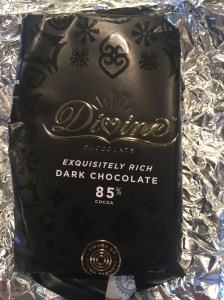 Divine
CHOCOLATE
EXQUISITELY RICH
DARK CHOCOLATE
85%
COCOA